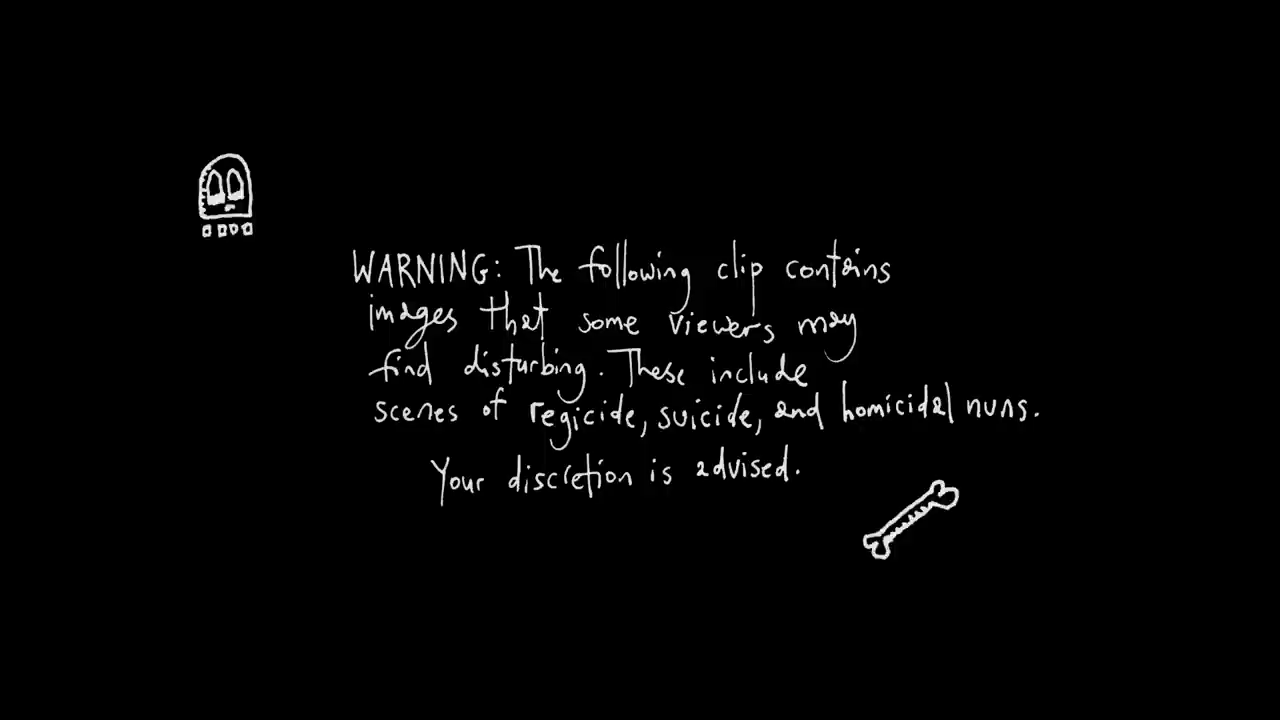 WARNING: The following clip contains
images that some viewers may
find disturbing. These include
scenes of regicide, suicide, and homicidal nuns.
Your discretion is advised.